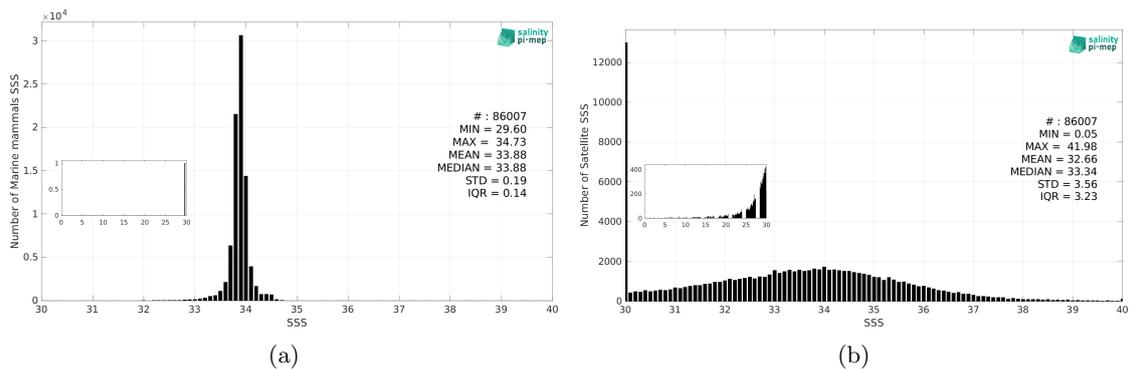 ×10⁴
3
2.5
2
1.5
1
0.5
0
Number of Marine mammals SSS
salinity
pi-mep
# : 86007
MIN = 29.60
MAX = 34.73
MEAN = 33.88
MEDIAN = 33.88
STD = 0.19
IQR = 0.14
1
0.5
0
0 5 10 15 20 25 30
30 31 32 33 34 35 36 37 38 39 40
SSS
(a)
12000
10000
8000
6000
4000
2000
0
Number of Satellite SSS
salinity
pi-mep
# : 86007
MIN = 0.05
MAX = 41.98
MEAN = 32.66
MEDIAN = 33.34
STD = 3.56
IQR = 3.23
400
200
0
0 5 10 15 20 25 30
30 31 32 33 34 35 36 37 38 39 40
SSS
(b)